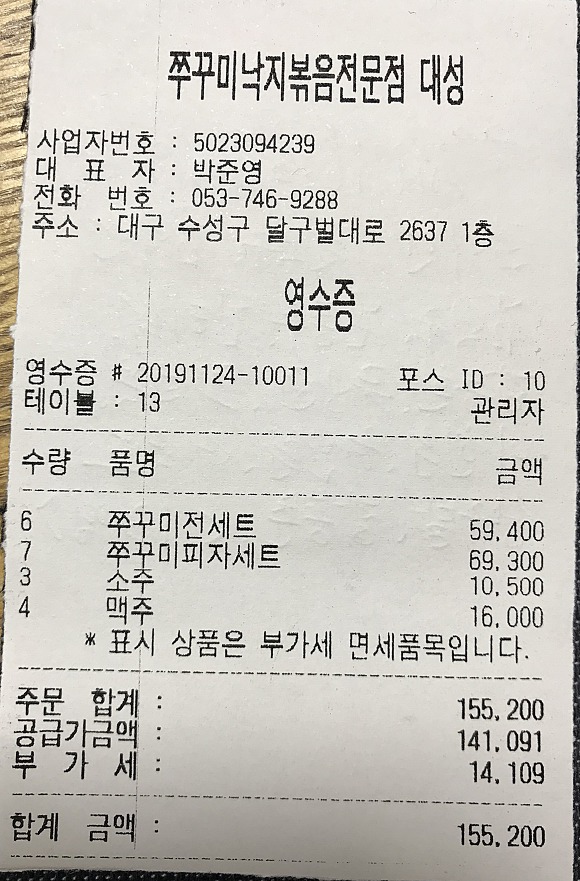 쭈꾸미낙지볶음전문점 대성
사업자번호 : 5023094239
대 표 자 : 박준영
전화 번호 : 053-746-9288
주소 : 대구 수성구 달구벌대로 2637 1층
영수증
영수증 # 20191124-10011 포스 ID : 10
테이블 : 13 관리자
수량 품명 금액
6 쭈꾸미전세트 59,400
7 쭈꾸미피자세트 69,300
3 소주 10,500
4 맥주 16,000
* 표시 상품은 부가세 면세품목입니다.
주문 합계 : 155,200
공급가금액 : 141,091
부 가 세 : 14,109
합계 금액 : 155,200